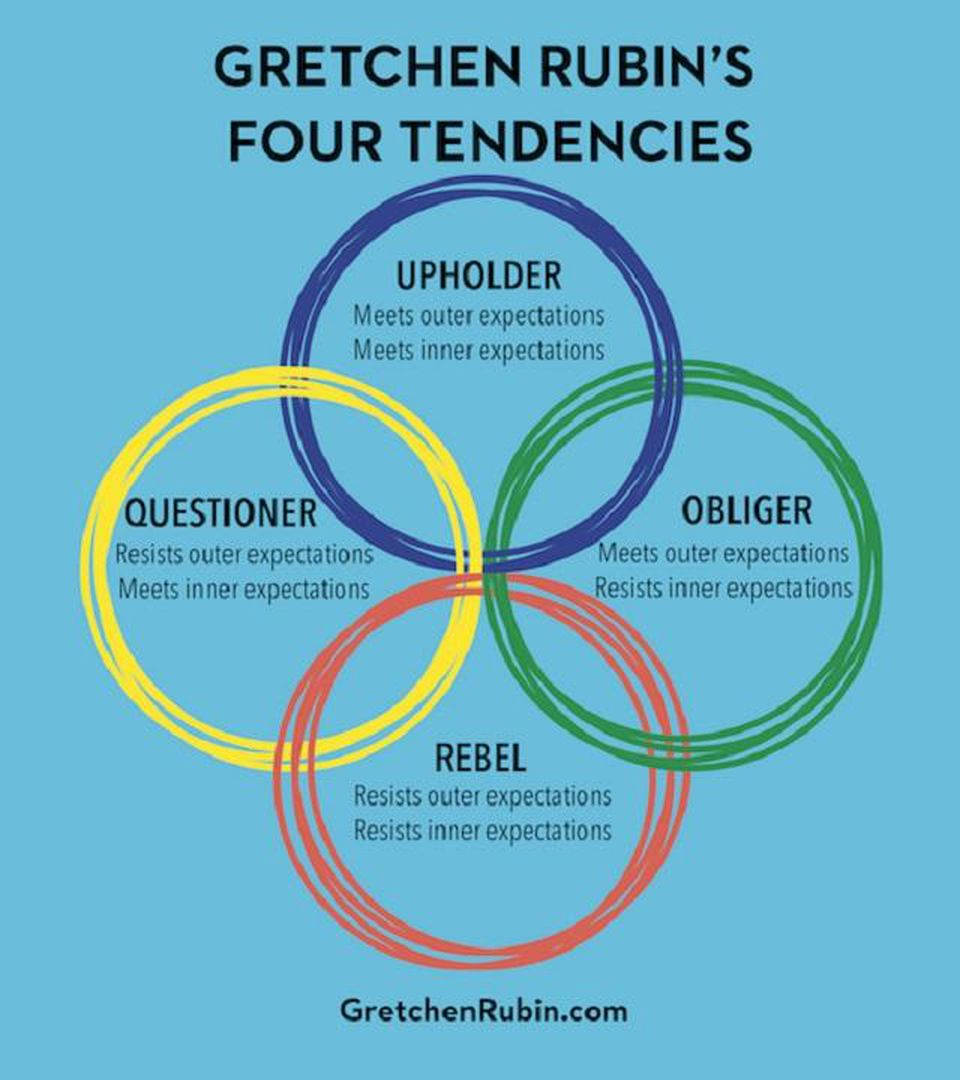 GRETCHEN RUBIN'S
FOUR TENDENCIES
UPHOLDER
Meets outer expectations
Meets inner expectations
QUESTIONER
Resists outer expectations
Meets inner expectations
OBLIGER
Meets outer expectations
Resists inner expectations
REBEL
Resists outer expectations
Resists inner expectations
GretchenRubin.com